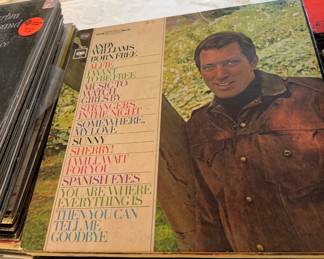 ANDY
WILLIAMS
BORN FREE
ALFIE
I WANT
TO BE FREE
MUSIC TO
WATCH
GIRLS BY
STRANGERS
IN THE NIGHT
SOMEWHERE,
MY LOVE
SUNNY
SHERRY!
I WILL WAIT
FOR YOU
SPANISH EYES
YOU ARE WHERE
EVERYTHING IS
THEN YOU CAN
TELL ME
GOODBYE